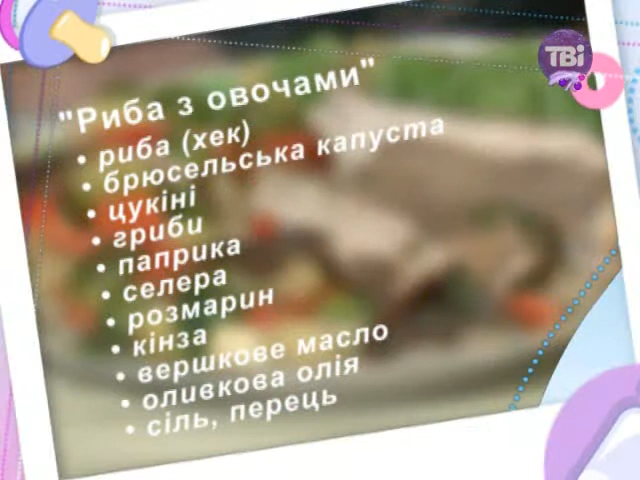 ТВі
"Риба з овочами"
• риба (хек)
• брюсельська капуста
• цукіні
• гриби
• паприка
• селера
• розмарин
• кінза
• вершкове масло
• оливкова олія
• сіль, перець